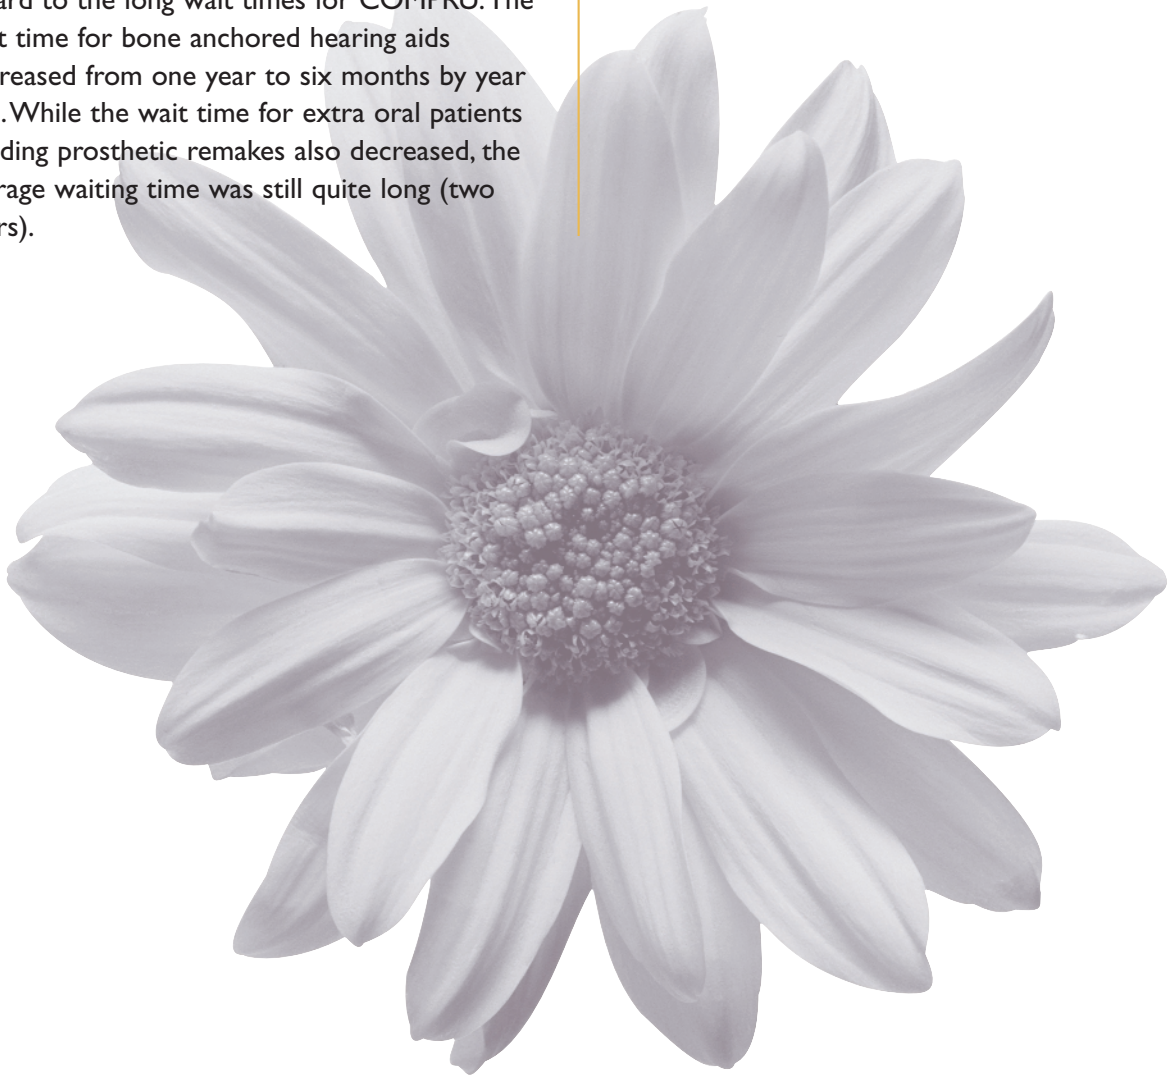 ard to the long wait times for COMPRU. The
t time for bone anchored hearing aids
reased from one year to six months by year
. While the wait time for extra oral patients
ding prosthetic remakes also decreased, the
rage waiting time was still quite long (two
rs).